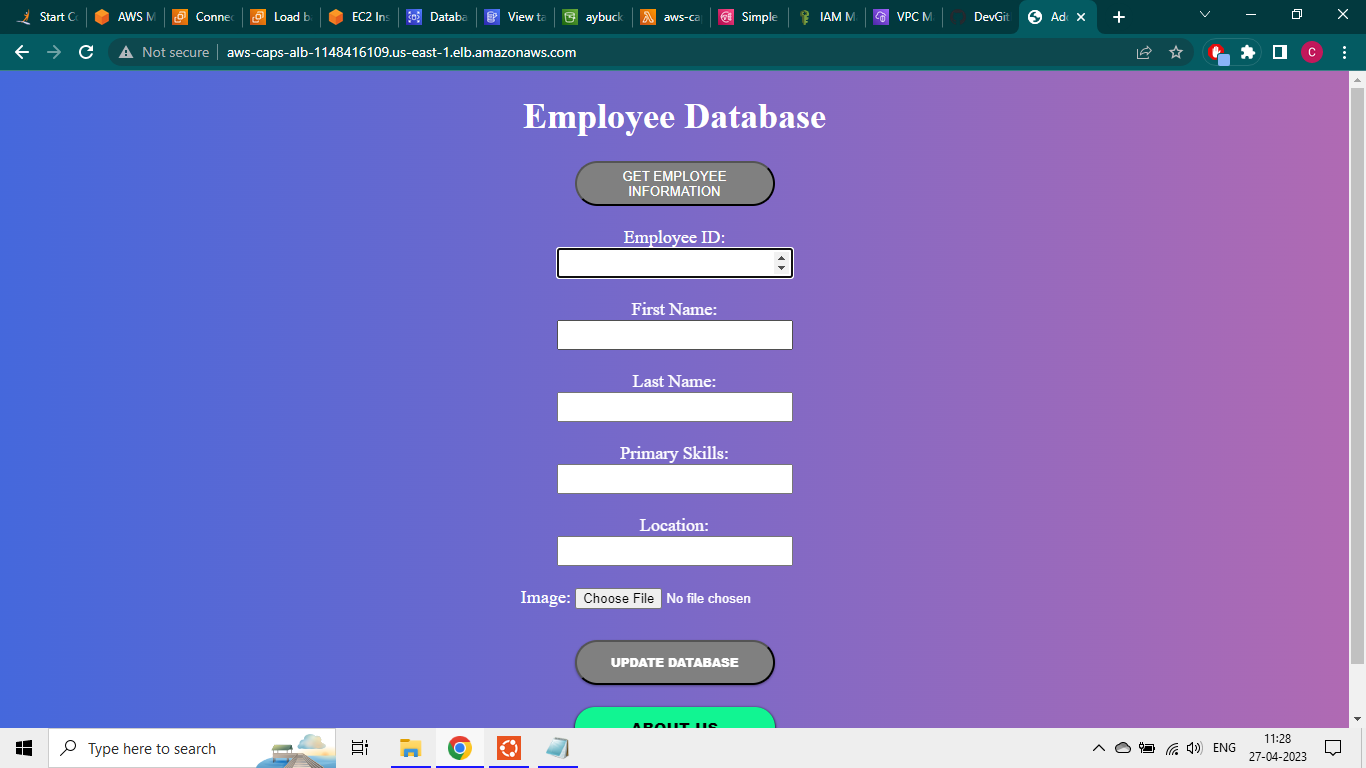 Start Co
AWS M
Connec
Load b
EC2 Ins
Databa
View ta
aybuck
aws-ca
Simple
IAM M
VPC M
DevGit
Ad
Not secure
aws-caps-alb-1148416109.us-east-1.elb.amazonaws.com
C
Employee Database
GET EMPLOYEE
INFORMATION
Employee ID:
First Name:
Last Name:
Primary Skills:
Location:
Image: Choose File No file chosen
UPDATE DATABASE
ABOUT US
Type here to search
ENG
11:28
27-04-2023